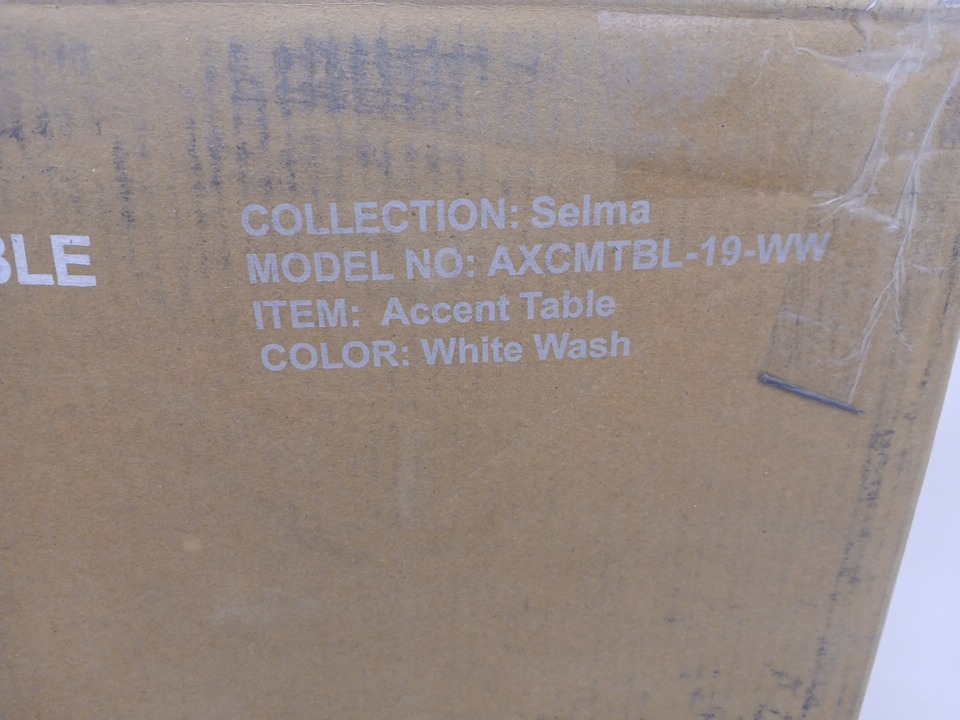 BLE
COLLECTION: Selma
MODEL NO: AXCMTBL-19-WW
ITEM: Accent Table
COLOR: White Wash